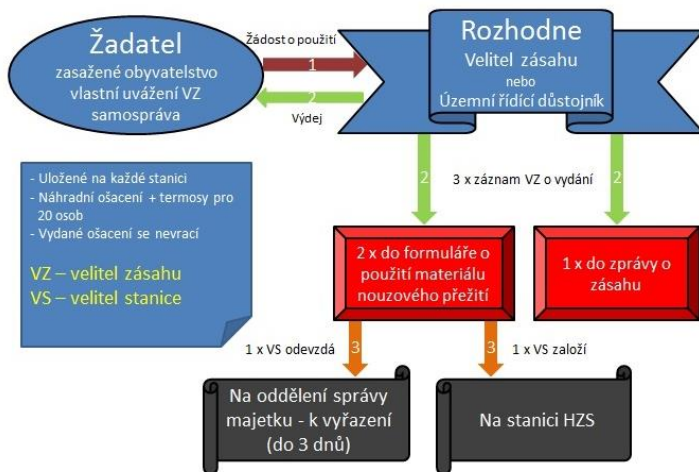 Žadatel
zasažené obyvatelstvo
vlastní uvážení VZ
samospráva
Žádost o použití
1
2
Výdej
Rozhodne
Velitel zásahu
nebo
Územní řídící důstojník
- Uložené na každé stanici
- Náhradní ošacení + termosy pro
20 osob
- Vydané ošacení se nevrací
VZ – velitel zásahu
VS – velitel stanice
2
3 x záznam VZ o vydání
2
2 x do formuláře o
použití materiálu
nouzového přežití
1 x do zprávy o
zásahu
1 x VS odevzdá
3
3
1 x VS založí
Na oddělení správy
majetku - k vyřazení
(do 3 dnů)
Na stanici HZS